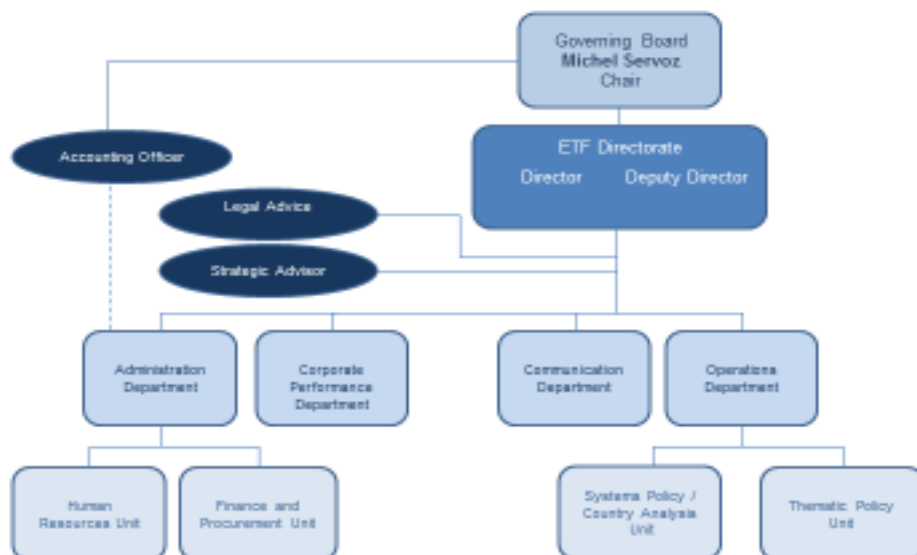 Governing Board
Michel Servoz
Chair
ETF Directorate
Director Deputy Director
Accounting Officer
Legal Advice
Strategic Advisor
Administration
Department
Corporate
Performance
Department
Communication
Department
Operations
Department
Human
Resources Unit
Finance and
Procurement Unit
Systems Policy /
Country Analysis
Unit
Thematic Policy
Unit